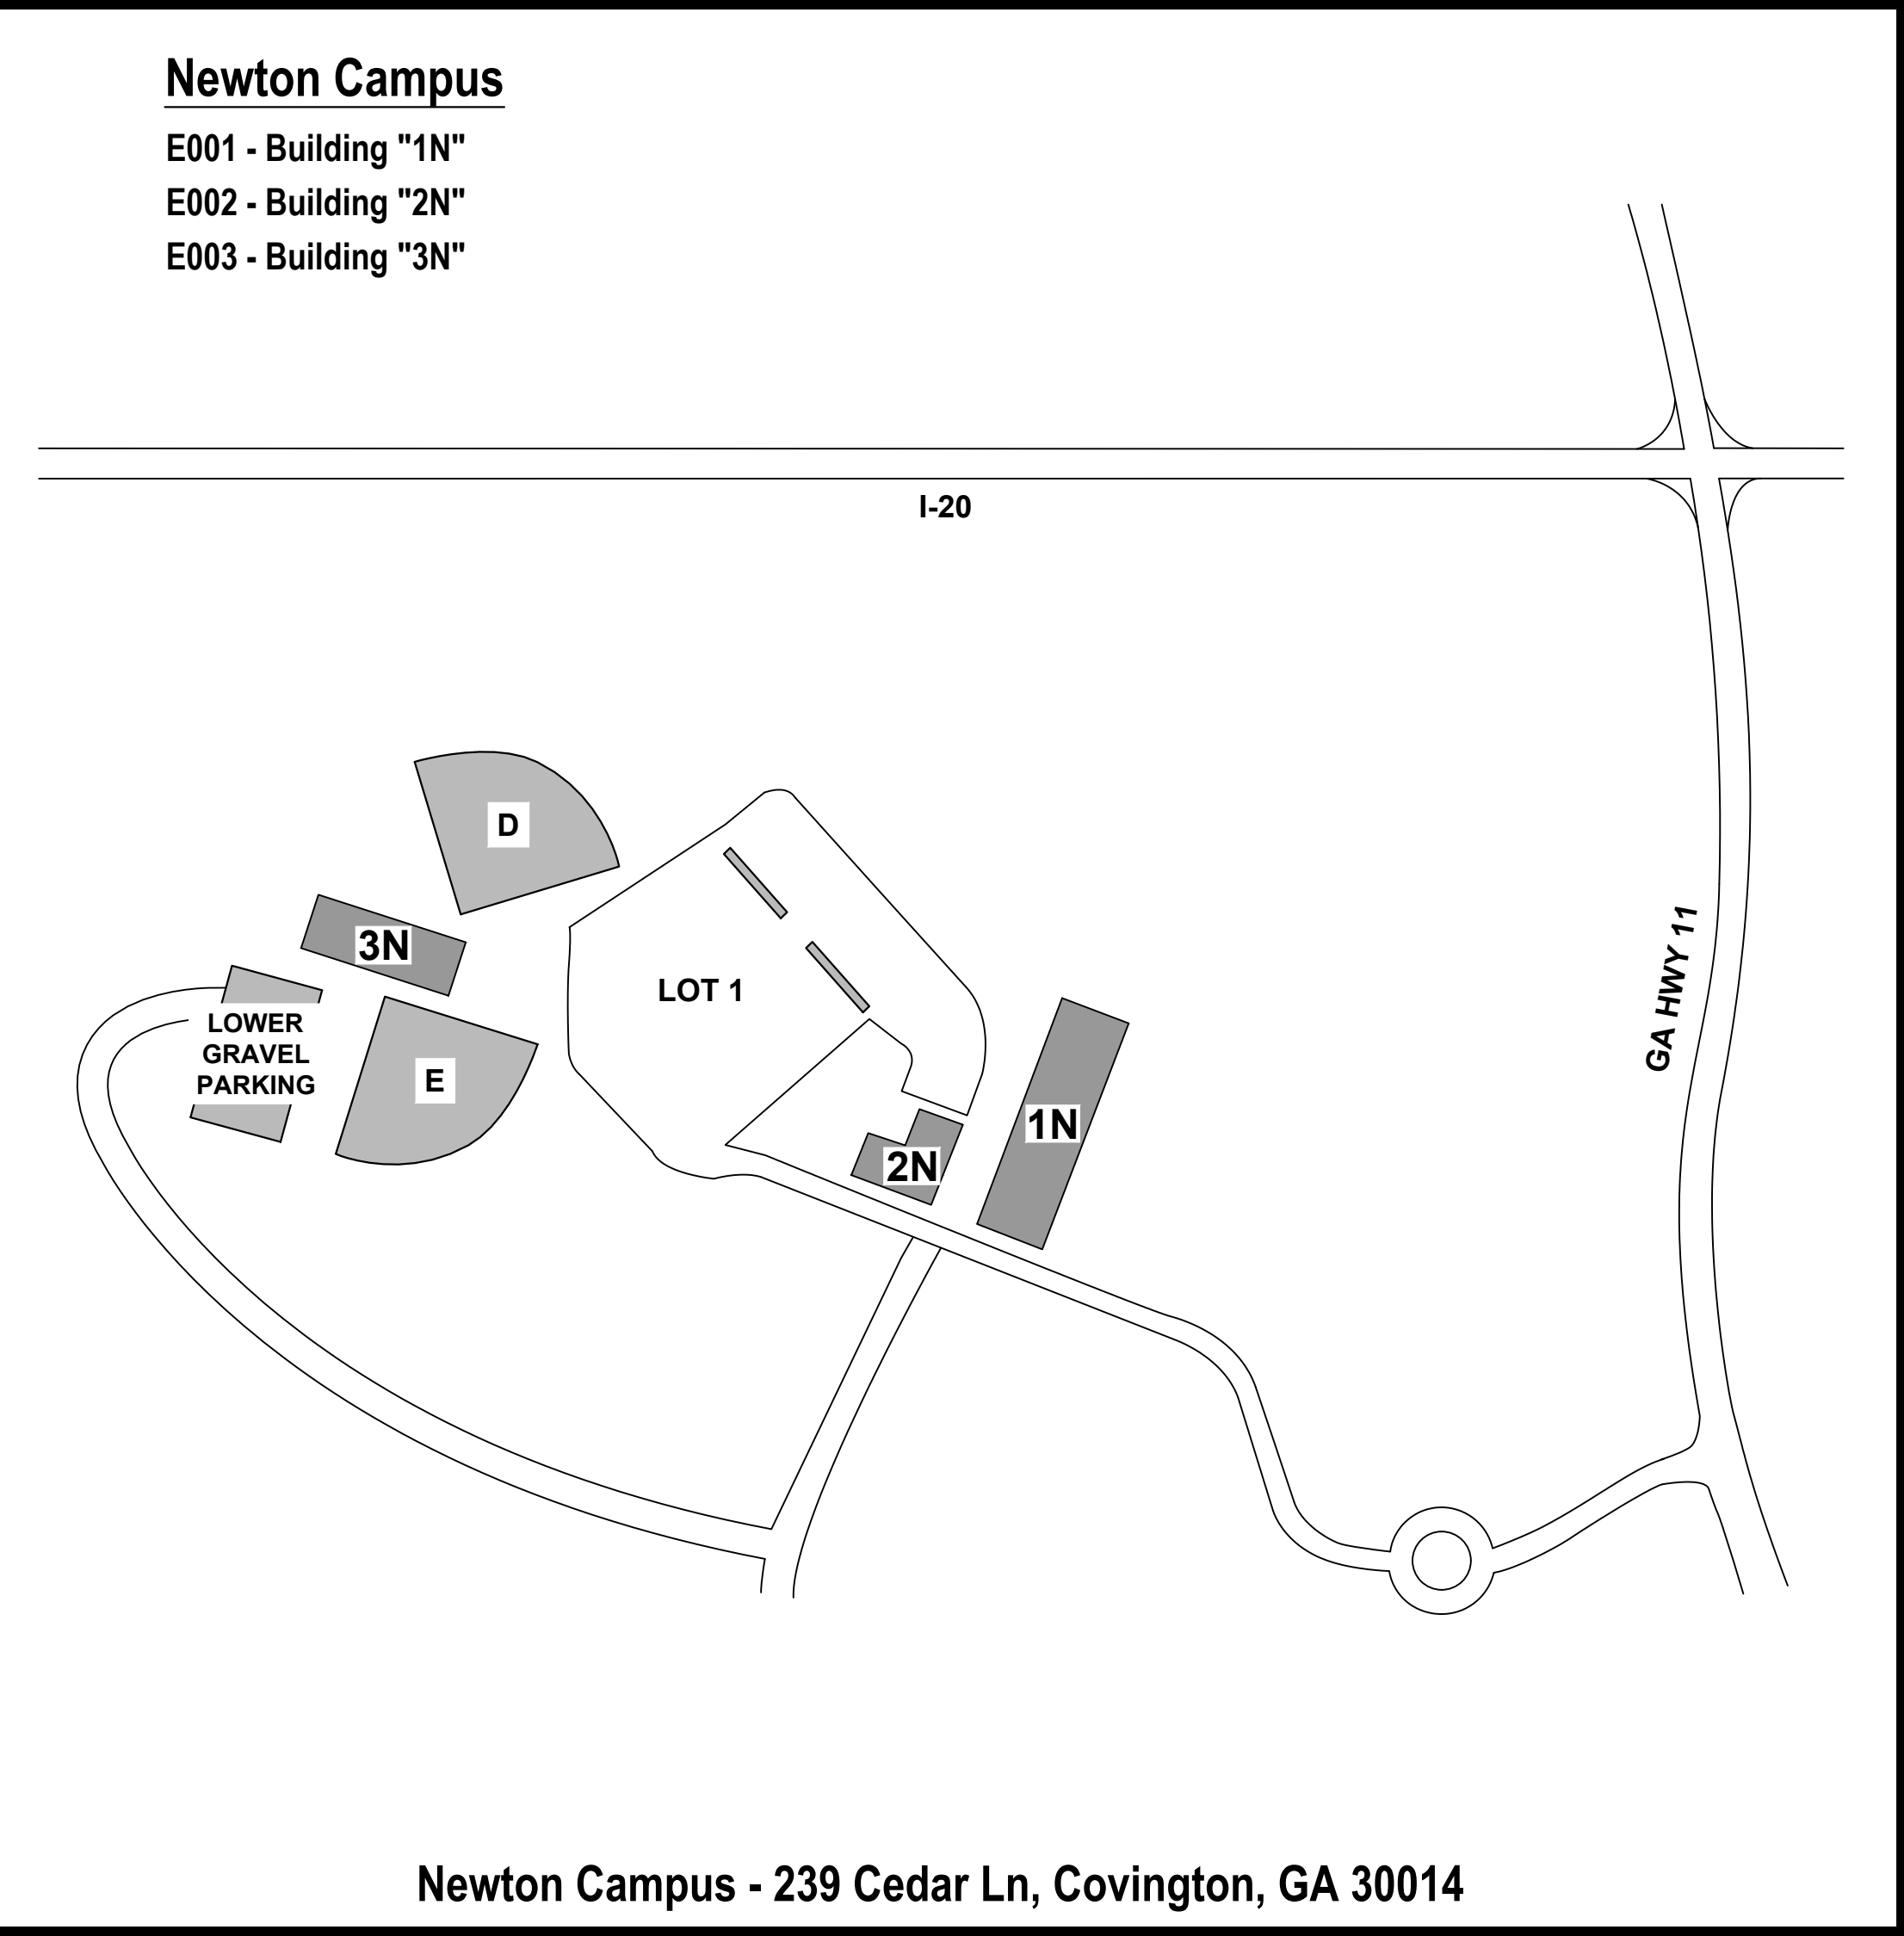 Newton Campus
E001 - Building "1N"
E002 - Building "2N"
E003 - Building "3N"
I-20
D
3N
LOT 1
GA HWY 11
LOWER
GRAVEL
PARKING
E
1N
2N
Newton Campus - 239 Cedar Ln, Covington, GA 30014